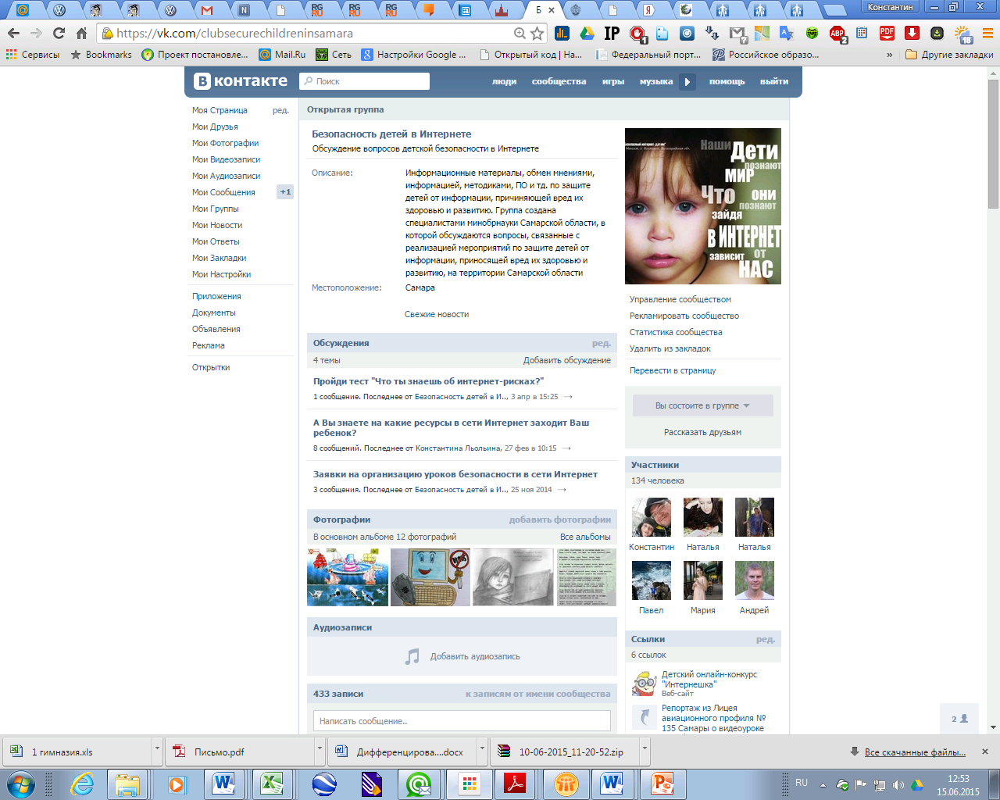 Константин
https://vk.com/clubsecurechildreninsamara
Сервисы
Bookmarks
Проект постановле...
Mail.Ru
Сеть
Настройки Google ...
Открытый код | На...
Федеральный порт...
Российское образо...
»
Другие закладки
В контакте
Поиск
люди сообщества игры музыка помощь выйти
Моя Страница ред.
Мои Друзья
Мои Фотографии
Мои Видеозаписи
Мои Аудиозаписи
Мои Сообщения +1
Мои Группы
Мои Новости
Мои Ответы
Мои Закладки
Мои Настройки
Приложения
Документы
Объявления
Реклама
Открытки
Открытая группа
Безопасность детей в Интернете
Обсуждение вопросов детской безопасности в Интернете
Описание:
Информационные материалы, обмен мнениями,
информацией, методиками, ПО и тд. по защите
детей от информации, причиняющей вред их
здоровью и развитию. Группа создана
специалистами минобрнауки Самарской области, в
которой обсуждаются вопросы, связанные с
реализацией мероприятий по защите детей от
информации, приносящей вред их здоровью и
развитию, на территории Самарской области
Местоположение: Самара
Свежие новости
Обсуждения ред.
4 темы Добавить обсуждение
Пройди тест "Что ты знаешь об интернет-рисках?"
1 сообщение. Последнее от Безопасность детей в И.., 3 апр в 15:25 →
А Вы знаете на какие ресурсы в сети Интернет заходит Ваш
ребенок?
8 сообщений. Последнее от Константина Льольина, 27 фев в 10:15 →
Заявки на организацию уроков безопасности в сети Интернет
3 сообщения. Последнее от Безопасность детей в И.., 25 ноя 2014 →
Фотографии добавить фотографии
В основном альбоме 12 фотографий Все альбомы
VIRUS
Аудиозаписи
Добавить аудиозапись
433 записи к записям от имени сообщества
Написать сообщение..
Наши Дети
познают
МИР
Что они
познают
зайдя
В ИНТЕРНЕТ
зависит от
НАС
Управление сообществом
Рекламировать сообщество
Статистика сообщества
Удалить из закладок
Перевести в страницу
Вы состоите в группе
Рассказать друзьям
Участники
134 человека
Константин Наталья Наталья
Павел Мария Андрей
Ссылки ред.
6 ссылок
Детский онлайн-конкурс
"Интернешка"
Веб-сайт
Репортаж из Лицея
авиационного профиля №
135 Самары о видеоуроке
2
1 гимназия.xls
Письмо.pdf
Дифференцирова....docx
10-06-2015_11-20-52.zip
Все скачанные файлы...
RU
12:53
15.06.2015